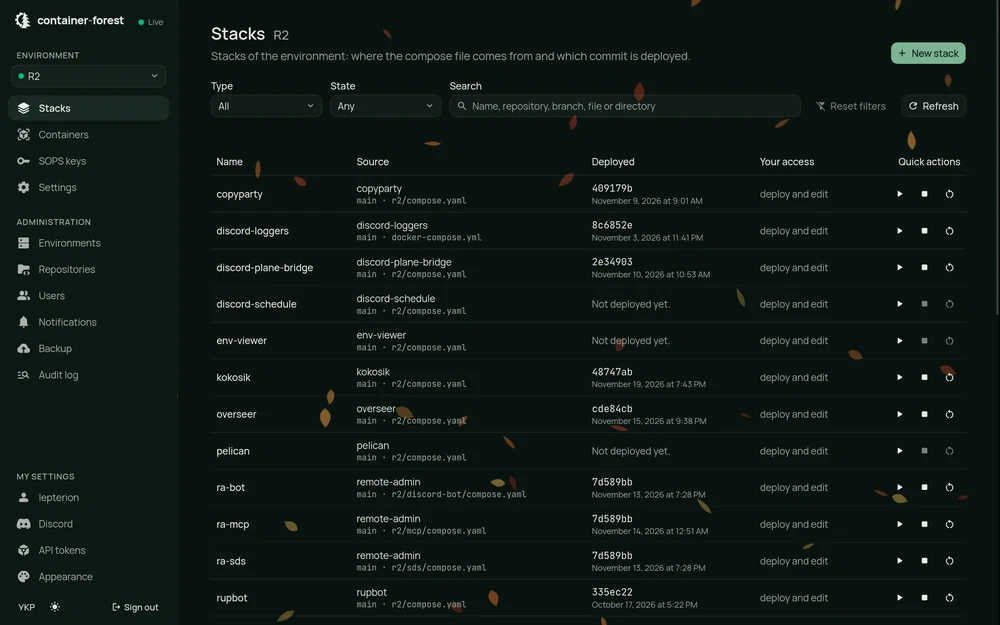 container-forest
Live
ENVIRONMENT
R2
Stacks
Containers
SOPS keys
Settings
ADMINISTRATION
Environments
Repositories
Users
Notifications
Backup
Audit log
MY SETTINGS
lepterion
Discord
API tokens
Appearance
УКР
Sign out
Stacks R2
Stacks of the environment: where the compose file comes from and which commit is deployed.
+ New stack
Type State Search
All Any Name, repository, branch, file or directory Reset filters Refresh
Name Source Deployed Your access Quick actions
copyparty copyparty 409179b deploy and edit
main · r2/compose.yaml November 9, 2026 at 9:01 AM
discord-loggers discord-loggers 8c6852e deploy and edit
main · docker-compose.yml November 3, 2026 at 11:41 PM
discord-plane-bridge discord-plane-bridge 2e34903 deploy and edit
main · r2/compose.yaml November 10, 2026 at 10:53 AM
discord-schedule discord-schedule Not deployed yet. deploy and edit
main · r2/compose.yaml
env-viewer env-viewer Not deployed yet. deploy and edit
main · r2/compose.yaml
kokosik kokosik 48747ab deploy and edit
main · r2/compose.yaml November 19, 2026 at 7:43 PM
overseer overseer cde84cb deploy and edit
main · r2/compose.yaml November 15, 2026 at 9:38 PM
pelican pelican Not deployed yet. deploy and edit
main · r2/compose.yaml
ra-bot remote-admin 7d589bb deploy and edit
main · r2/discord-bot/compose.yaml November 13, 2026 at 7:28 PM
ra-mcp remote-admin 7d589bb deploy and edit
main · r2/mcp/compose.yaml November 14, 2026 at 12:51 AM
ra-sds remote-admin 7d589bb deploy and edit
main · r2/sds/compose.yaml November 13, 2026 at 7:28 PM
rupbot rupbot 335ec22 deploy and edit
main · r2/compose.yaml October 17, 2026 at 5:22 PM